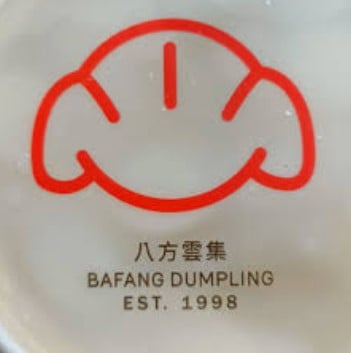 八方雲集
BAFANG DUMPLING
EST. 1998